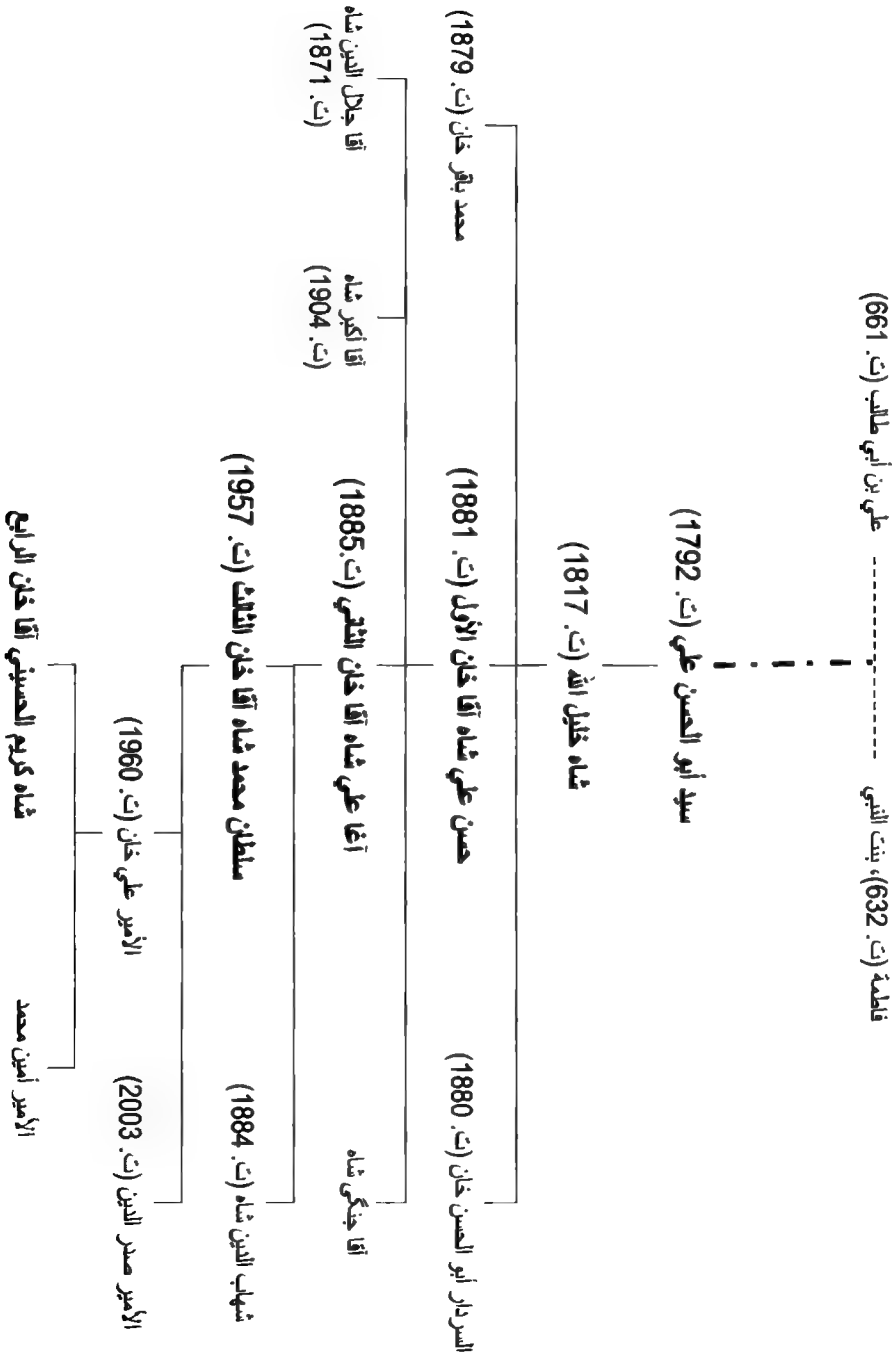 فاطمة (ت. 632)، بنت النبي
علي بن أبي طالب (ت. 661)
سيد أبو الحسن علي (ت. 1792)
شاه خليل الله (ت. 1817)
السردار أبو الحسن خان (ت. 1880)
حسن علي شاه آقا خان الأول (ت. 1881)
محمد باقر خان (ت. 1879)
آقا جنگي شاه
آغا علي شاه آقا خان الثاني (ت.1885)
آقا أكبر شاه
(ت. 1904)
آقا جلال الدين شاه
(ت. 1871)
شهاب الدين شاه (ت. 1884)
سلطان محمد شاه آقا خان الثالث (ت. 1957)
الأمير صدر الدين (ت. 2003)
الأمير علي خان (ت. 1960)
الأمير أمين محمد
شاه كريم الحسيني آقا خان الرابع